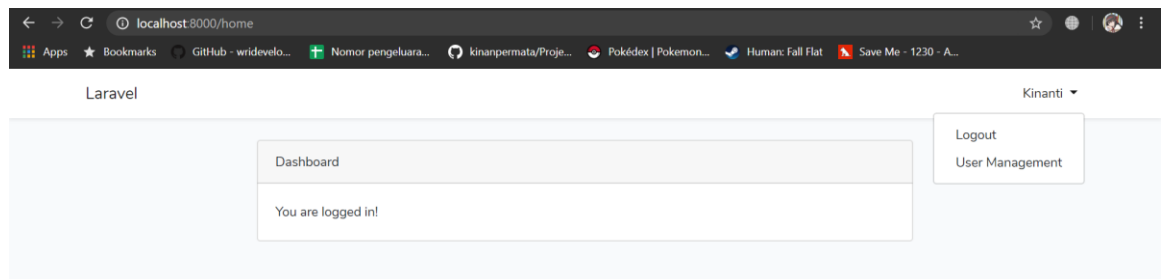 localhost:8000/home
Apps Bookmarks GitHub - wridevelo... Nomor pengeluara... kinanpermata/Proje... Pokédex | Pokemon... Human: Fall Flat Save Me - 1230 - A...
Laravel Kinanti
Logout
Dashboard
User Management
You are logged in!